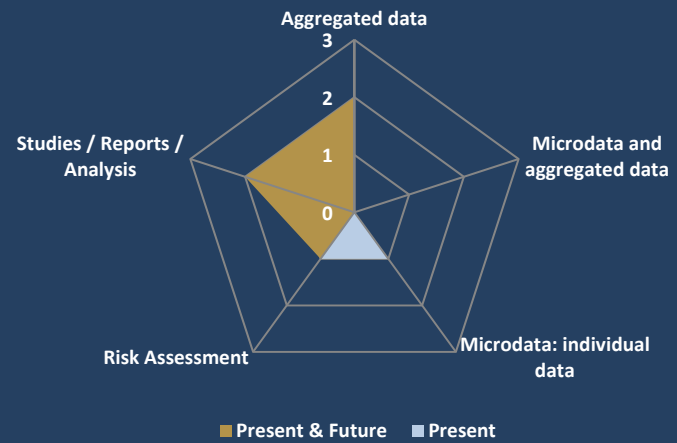 Aggregated data
3
2
1
0
Studies / Reports /
Analysis
Microdata and
aggregated data
Risk Assessment
Microdata: individual
data
Present & Future
Present